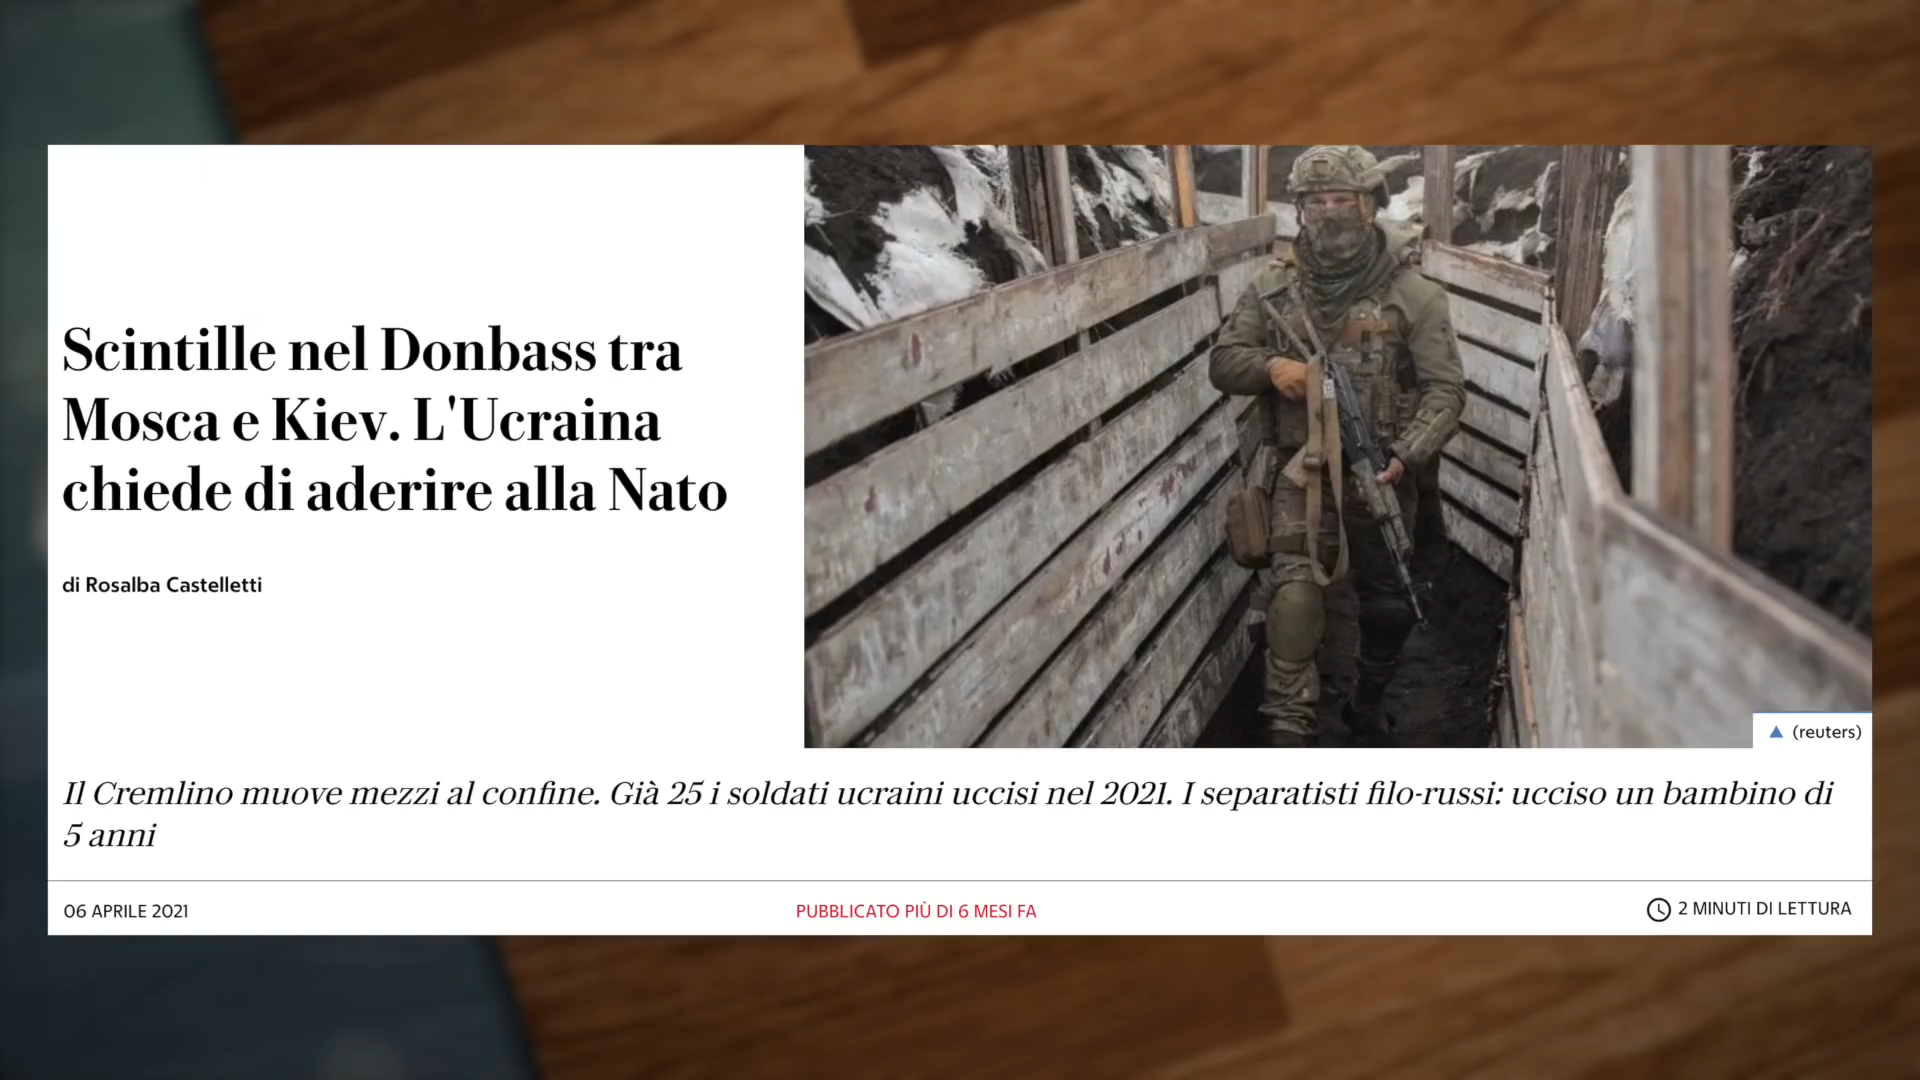 Scintille nel Donbass tra
Mosca e Kiev. L'Ucraina
chiede di aderire alla Nato
di Rosalba Castelletti
(reuters)
Il Cremlino muove mezzi al confine. Già 25 i soldati ucraini uccisi nel 2021. I separatisti filo-russi: ucciso un bambino di
5 anni
06 APRILE 2021
PUBBLICATO PIÙ DI 6 MESI FA
2 MINUTI DI LETTURA